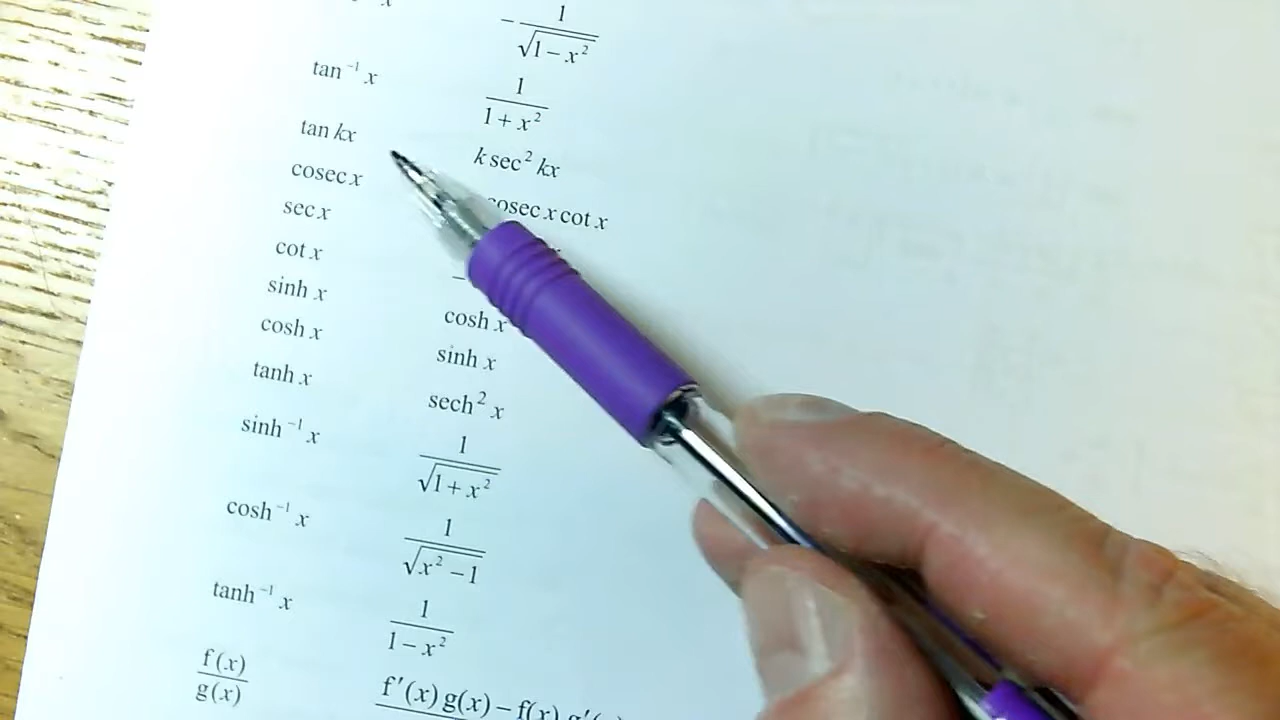 x
-1/√(1 − x²)
tan⁻¹ x 1/(1 + x²)
tan kx k sec² kx
cosec x cosec x cot x
sec x
cot x −
sinh x cosh x
cosh x sinh x
tanh x sech² x
sinh⁻¹ x 1/√(1 + x²)
cosh⁻¹ x 1/√(x² − 1)
tanh⁻¹ x 1/(1 − x²)
f(x)/g(x) f′(x) g(x) − f(x) g′(